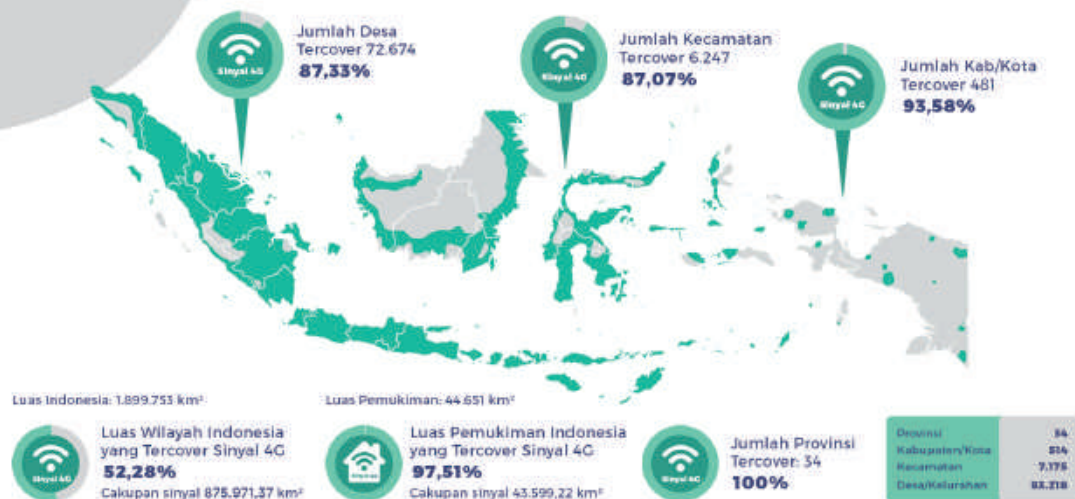 Jumlah Desa
Tercover 72.674
87,33%
Sinyal 4G
Jumlah Kecamatan
Tercover 6.247
87,07%
Sinyal 4G
Jumlah Kab/Kota
Tercover 481
93,58%
Sinyal 4G
Luas Indonesia: 1.899.753 km²
Luas Pemukiman: 44.651 km²
Luas Wilayah Indonesia
yang Tercover Sinyal 4G
52,28%
Cakupan sinyal 875.971,37 km²
Sinyal 4G
Luas Pemukiman Indonesia
yang Tercover Sinyal 4G
97,51%
Cakupan sinyal 43.599,22 km²
Jumlah Provinsi
Tercover: 34
100%
Sinyal 4G
Provinsi 34
Kabupaten/Kota 514
Kecamatan 7.175
Desa/Kelurahan 83.218